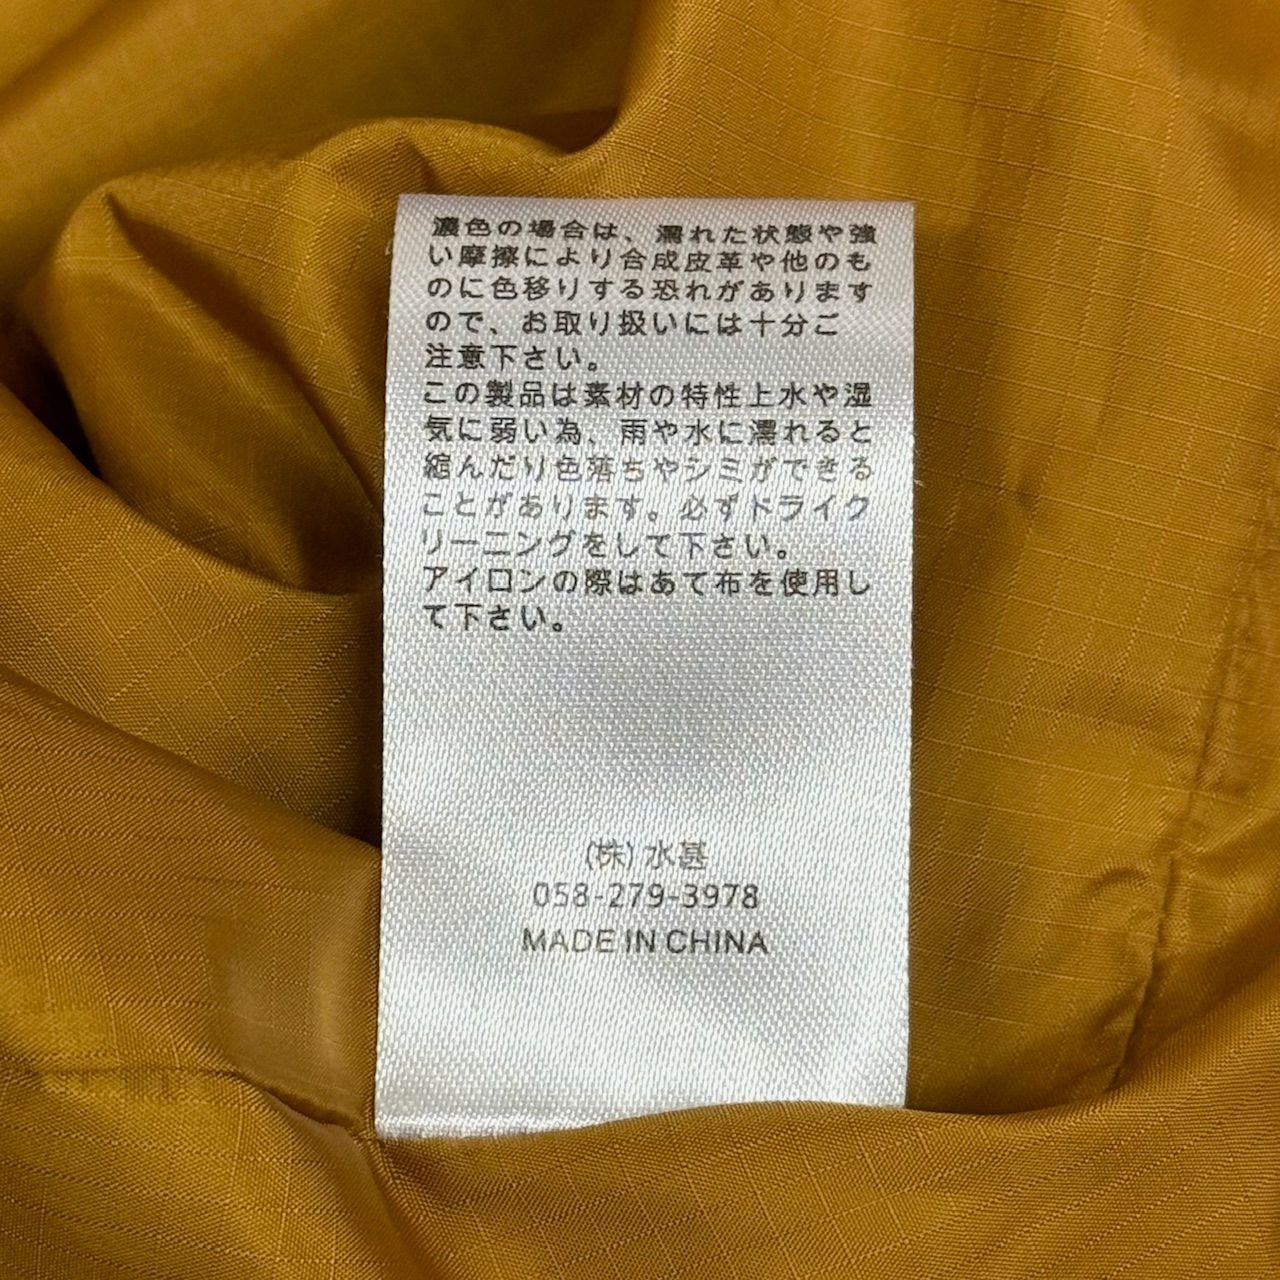 濃色の場合は、濡れた状態や強
い摩擦により合成皮革や他のも
のに色移りする恐れがあります
ので、お取り扱いには十分ご
注意下さい。
この製品は素材の特性上水や湿
気に弱い為、雨や水に濡れると
縮んだり色落ちやシミができる
ことがあります。必ずドライク
リーニングをして下さい。
アイロンの際はあて布を使用し
て下さい。
(株)水甚
058-279-3978
MADE IN CHINA